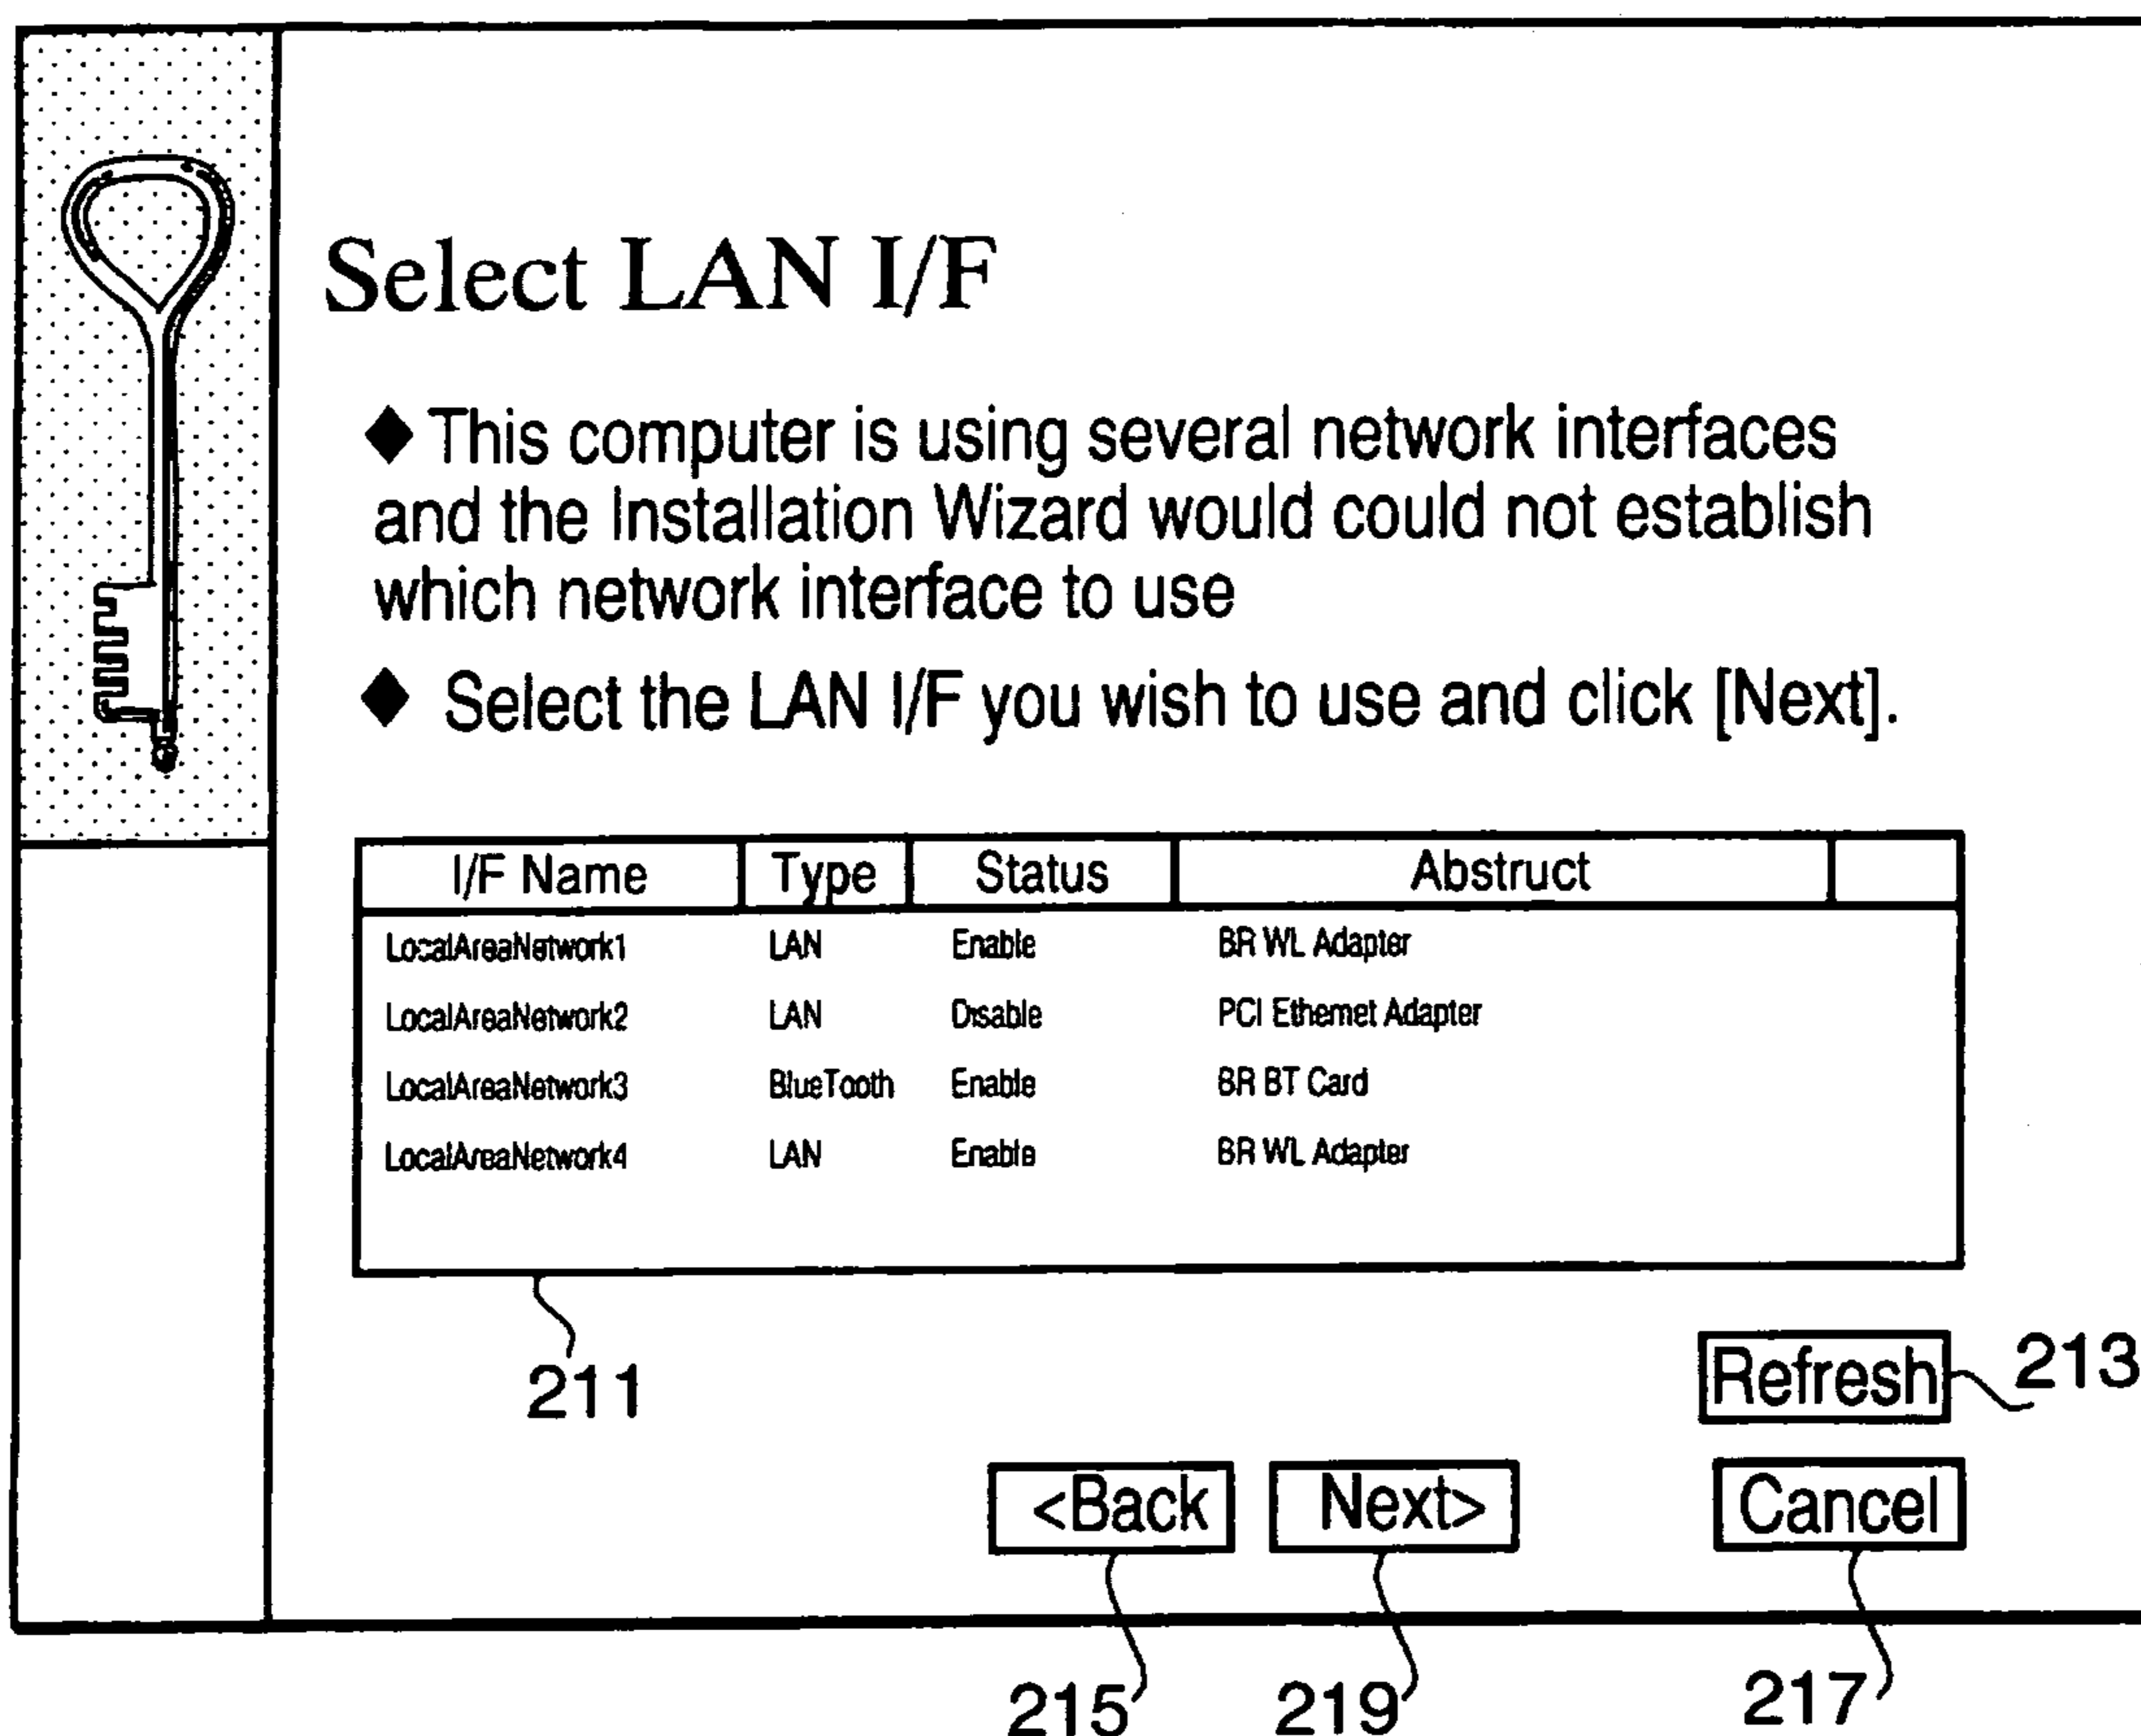 Select LAN I/F
◆ This computer is using several network interfaces
and the Installation Wizard would could not establish
which network interface to use
◆ Select the LAN I/F you wish to use and click [Next].
I/F Name Type Status Abstruct
LocalAreaNetwork1 LAN Enable BR WL Adapter
LocalAreaNetwork2 LAN Disable PCI Ethernet Adapter
LocalAreaNetwork3 BlueTooth Enable BR BT Card
LocalAreaNetwork4 LAN Enable BR WL Adapter
211
Refresh 213
<Back Next> Cancel
215 219 217